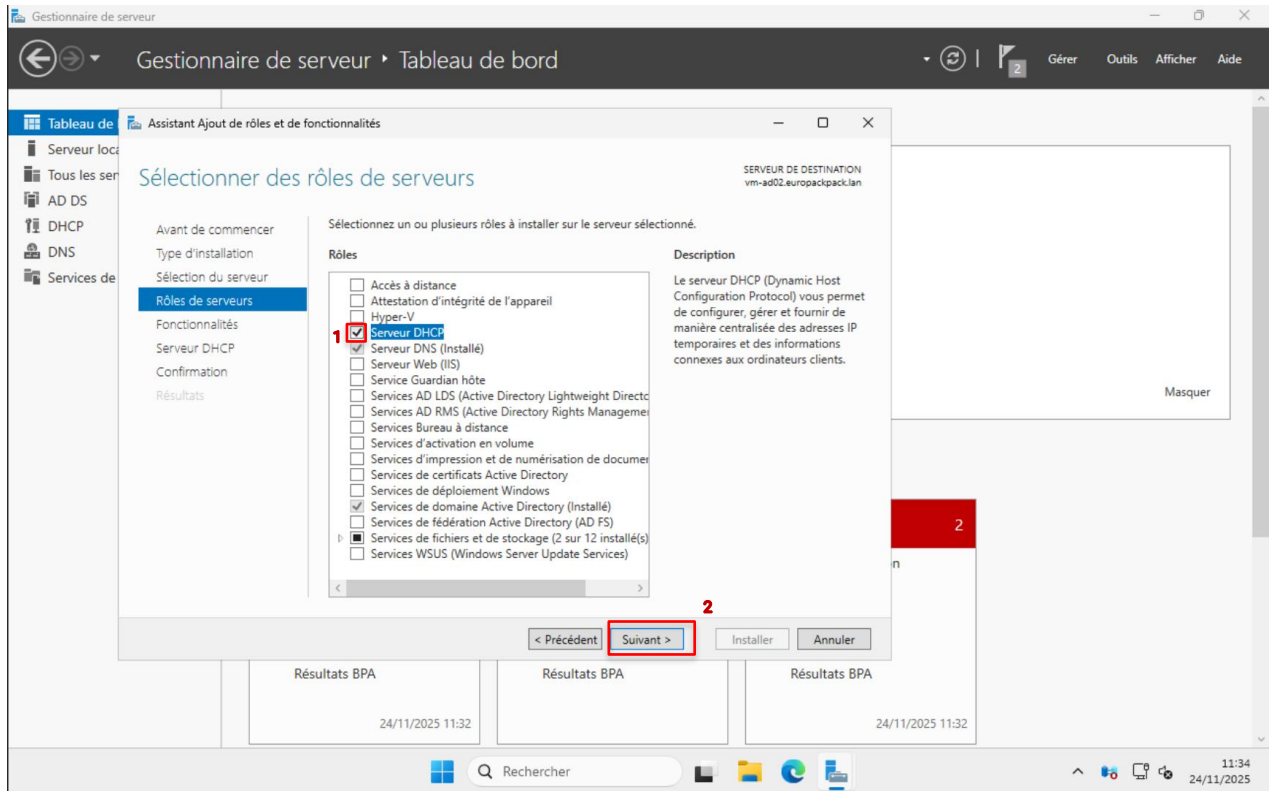 Gestionnaire de serveur
Gestionnaire de serveur Tableau de bord
2
Gérer
Outils
Afficher
Aide
Tableau de
Serveur loca
Tous les ser
AD DS
DHCP
DNS
Services de
Assistant Ajout de rôles et de fonctionnalités
Sélectionner des rôles de serveurs
SERVEUR DE DESTINATION
vm-ad02.europackpack.lan
Avant de commencer
Type d'installation
Sélection du serveur
Rôles de serveurs
Fonctionnalités
Serveur DHCP
Confirmation
Résultats
Sélectionnez un ou plusieurs rôles à installer sur le serveur sélectionné.
Rôles
Accès à distance
Attestation d'intégrité de l'appareil
Hyper-V
1
Serveur DHCP
Serveur DNS (Installé)
Serveur Web (IIS)
Service Guardian hôte
Services AD LDS (Active Directory Lightweight Directc
Services AD RMS (Active Directory Rights Managemen
Services Bureau à distance
Services d'activation en volume
Services d'impression et de numérisation de documen
Services de certificats Active Directory
Services de déploiement Windows
Services de domaine Active Directory (Installé)
Services de fédération Active Directory (AD FS)
Services de fichiers et de stockage (2 sur 12 installé(s)
Services WSUS (Windows Server Update Services)
Description
Le serveur DHCP (Dynamic Host
Configuration Protocol) vous permet
de configurer, gérer et fournir de
manière centralisée des adresses IP
temporaires et des informations
connexes aux ordinateurs clients.
2
< Précédent
Suivant >
Installer
Annuler
Masquer
2
n
Résultats BPA
Résultats BPA
Résultats BPA
24/11/2025 11:32
24/11/2025 11:32
Rechercher
11:34
24/11/2025